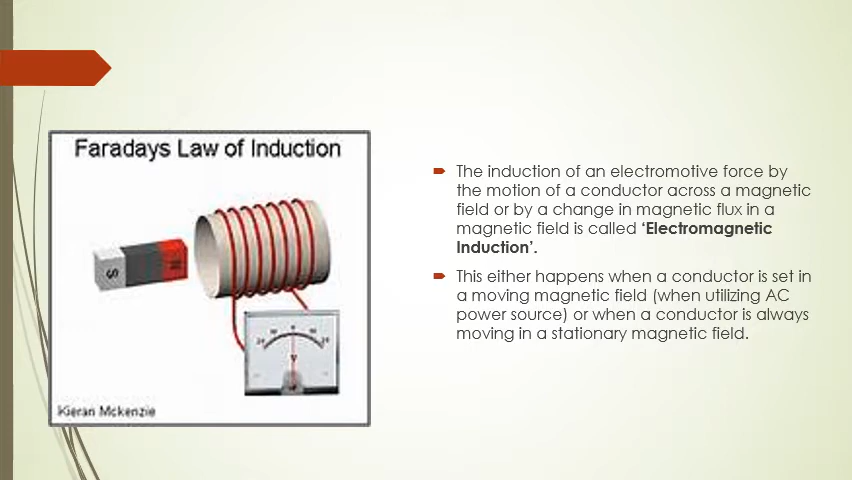 Faradays Law of Induction
S
Kieran Mckenzie
The induction of an electromotive force by
the motion of a conductor across a magnetic
field or by a change in magnetic flux in a
magnetic field is called ‘Electromagnetic
Induction’.
This either happens when a conductor is set in
a moving magnetic field (when utilizing AC
power source) or when a conductor is always
moving in a stationary magnetic field.